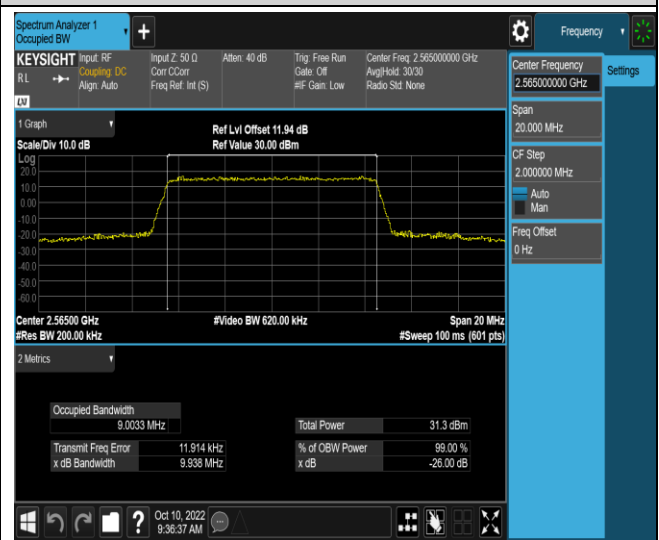 Spectrum Analyzer 1
Occupied BW
Frequency
KEYSIGHT
R L
LXI
Input: RF
Coupling: DC
Align: Auto
Input Z: 50 Ω
Corr CCorr
Freq Ref: Int (S)
Atten: 40 dB
Trig: Free Run
Gate: Off
#IF Gain: Low
Center Freq: 2.565000000 GHz
Avg|Hold: 30/30
Radio Std: None
Center Frequency
2.565000000 GHz
Settings
Span
20.000 MHz
CF Step
2.000000 MHz
Auto
Man
Freq Offset
0 Hz
1 Graph
Scale/Div 10.0 dB
Ref Lvl Offset 11.94 dB
Ref Value 30.00 dBm
Log
20.0
10.0
0.00
-10.0
-20.0
-30.0
-40.0
-50.0
-60.0
Center 2.56500 GHz
#Video BW 620.00 kHz
Span 20 MHz
#Res BW 200.00 kHz
#Sweep 100 ms (601 pts)
2 Metrics
Occupied Bandwidth
9.0033 MHz
Total Power 31.3 dBm
Transmit Freq Error 11.914 kHz
% of OBW Power 99.00 %
x dB Bandwidth 9.938 MHz
x dB -26.00 dB
?
Oct 10, 2022
9:36:37 AM